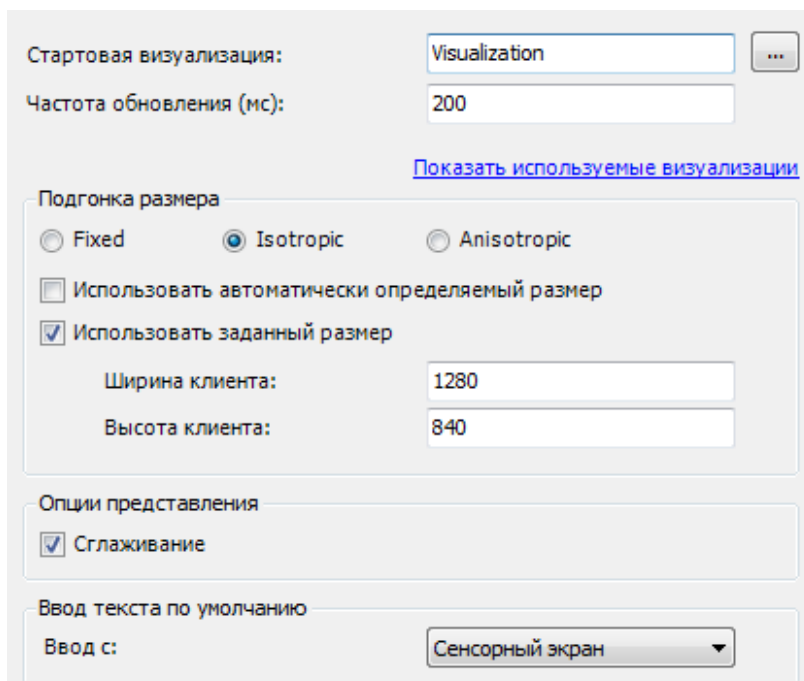 Стартовая визуализация: Visualization ...
Частота обновления (мс): 200
Показать используемые визуализации
Подгонка размера
Fixed Isotropic Anisotropic
Использовать автоматически определяемый размер
Использовать заданный размер
Ширина клиента: 1280
Высота клиента: 840
Опции представления
Сглаживание
Ввод текста по умолчанию
Ввод с: Сенсорный экран